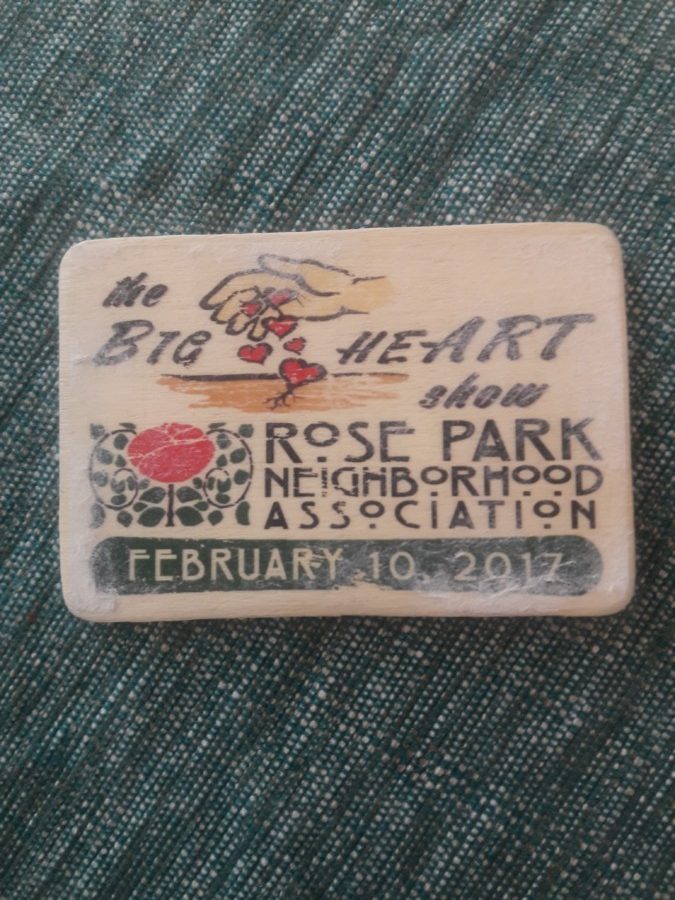 the
BIG HEART
show
ROSE PARK
NEIGHBORHOOD
ASSOCIATION
FEBRUARY 10, 2017